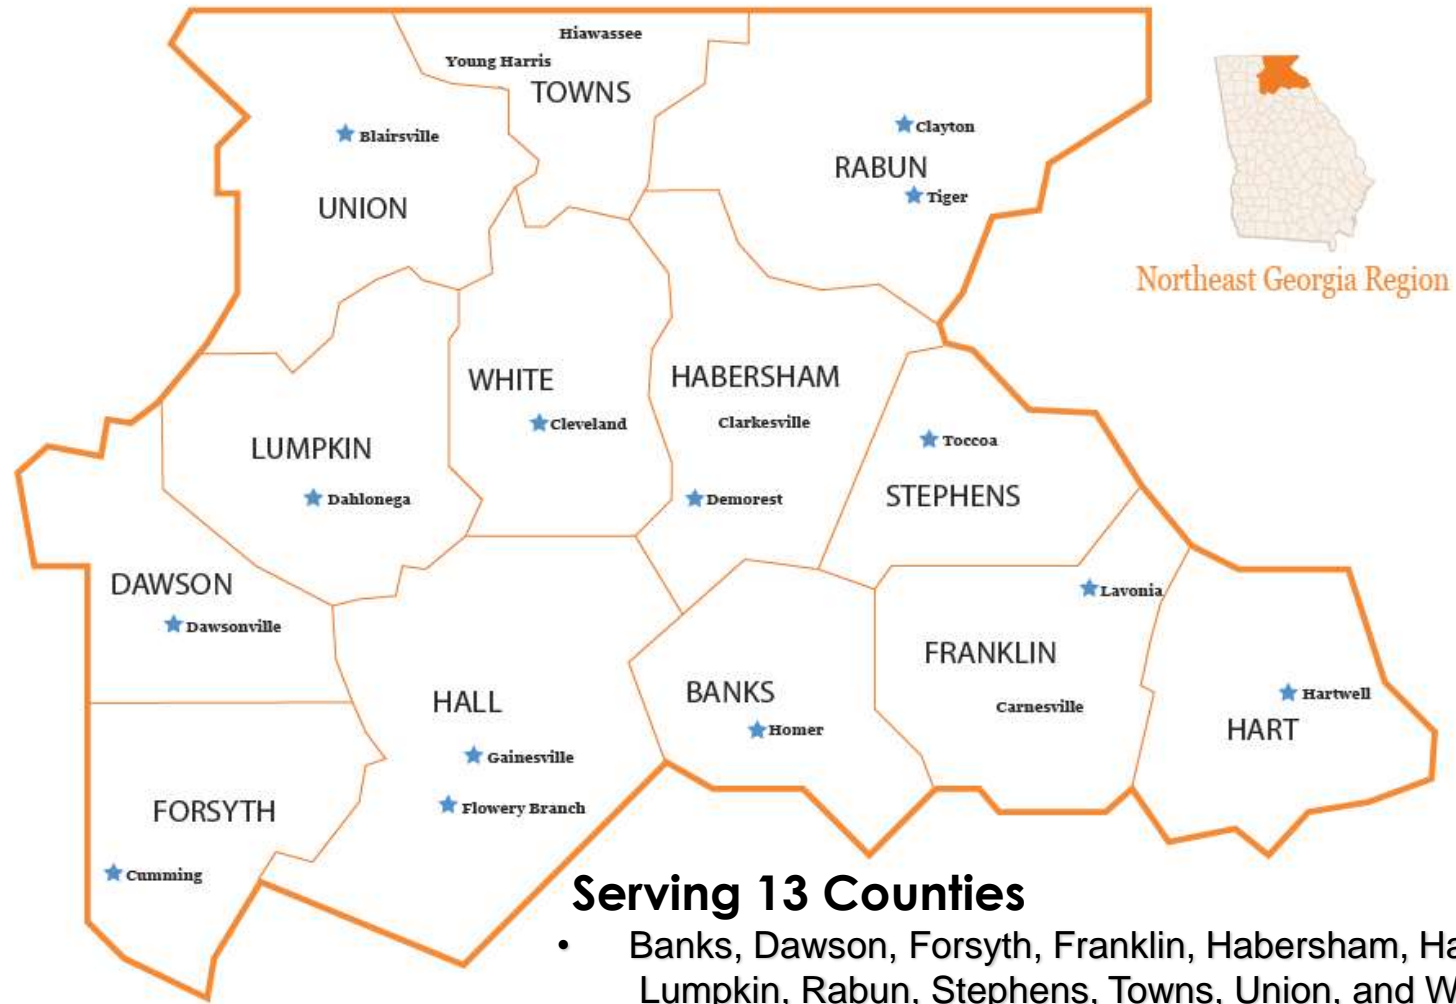 Hiawassee
Young Harris
TOWNS
Blairsville
UNION
Clayton
RABUN
Tiger
Northeast Georgia Region
WHITE
Cleveland
HABERSHAM
Clarkesville
Demorest
LUMPKIN
Dahlonega
Toccoa
STEPHENS
DAWSON
Dawsonville
Lavonia
FRANKLIN
Carnesville
HALL
Gainesville
Flowery Branch
BANKS
Homer
Hartwell
HART
FORSYTH
Cumming
Serving 13 Counties
• Banks, Dawson, Forsyth, Franklin, Habersham,
Lumpkin, Rabun, Stephens, Towns, Union, and